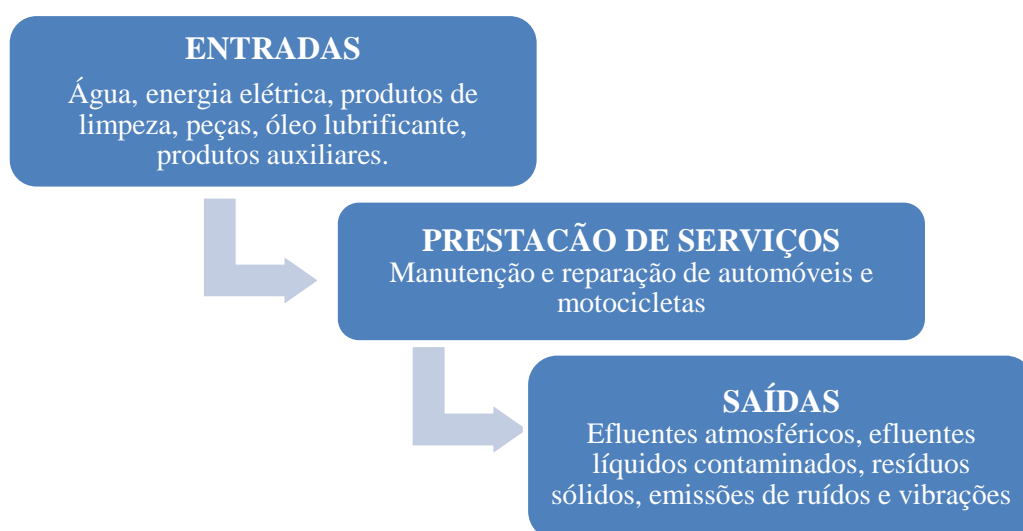 ENTRADAS
Água, energia elétrica, produtos de
limpeza, peças, óleo lubrificante,
produtos auxiliares.
PRESTACÃO DE SERVIÇOS
Manutenção e reparação de automóveis e
motocicletas
SAÍDAS
Efluentes atmosféricos, efluentes
líquidos contaminados, resíduos
sólidos, emissões de ruídos e vibrações